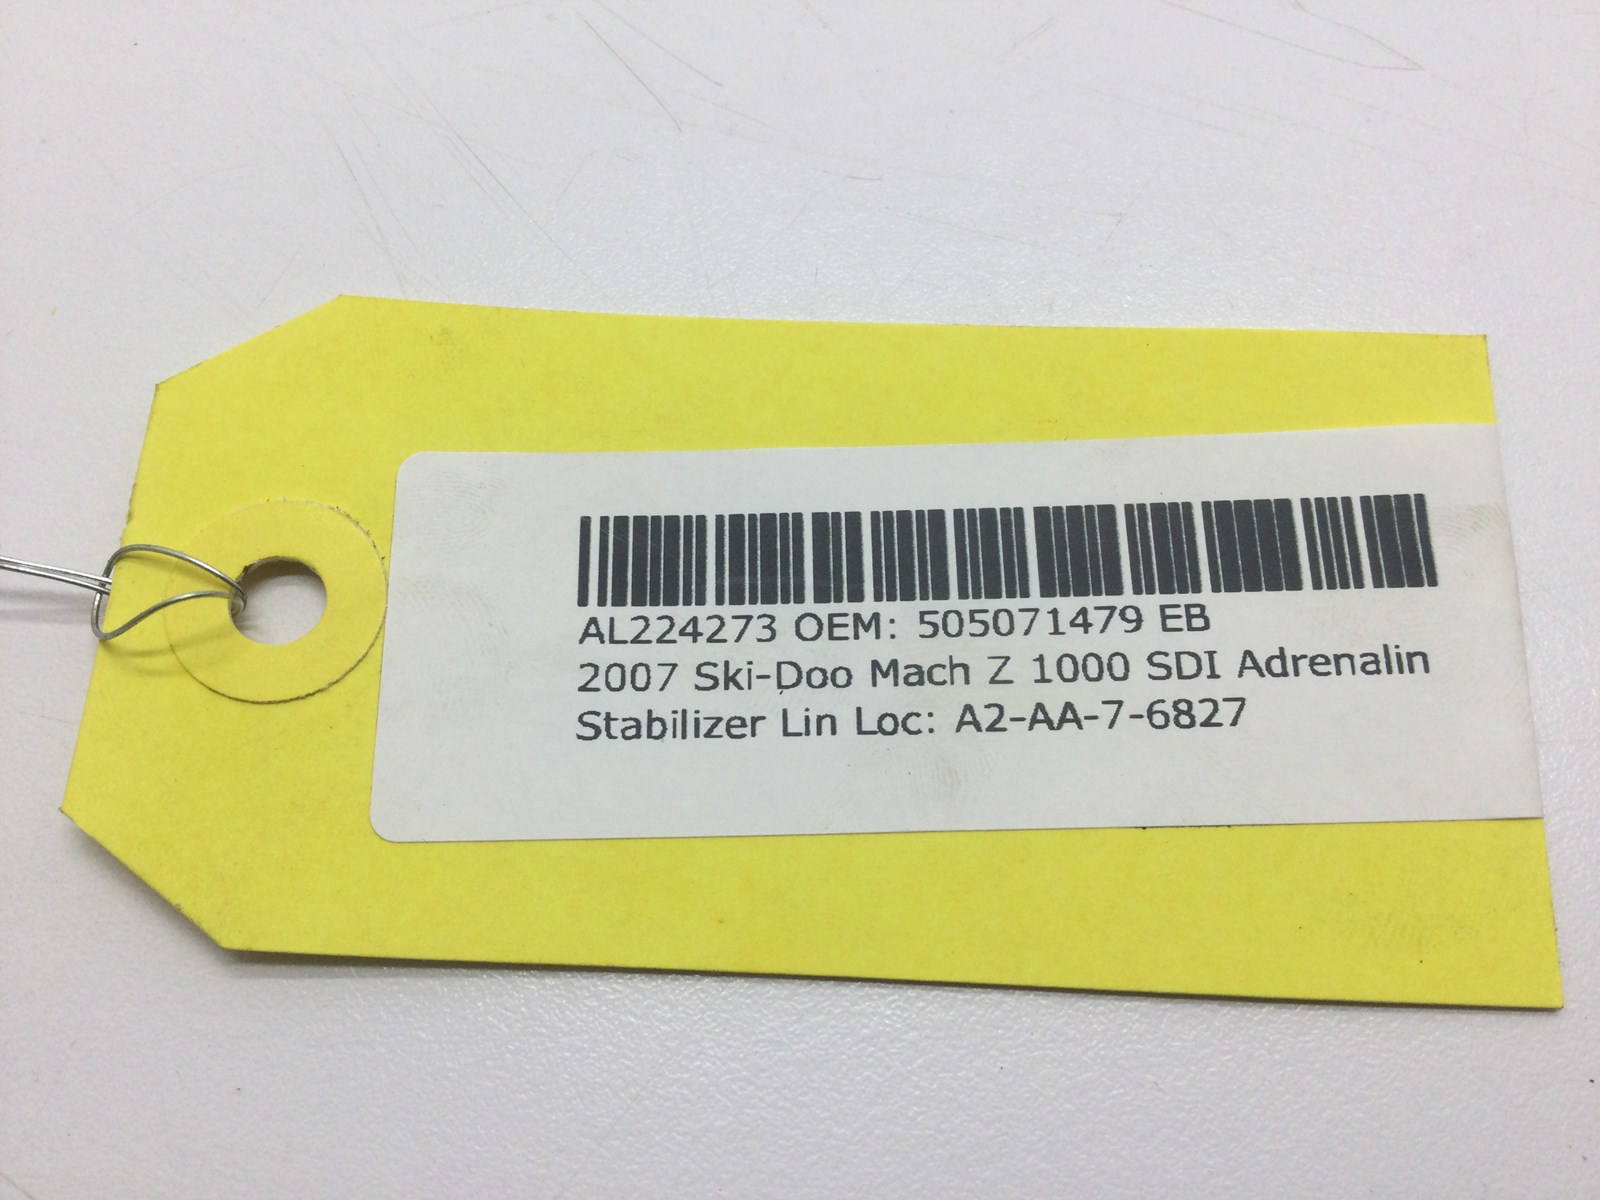 AL224273 OEM: 505071479 EB
2007 Ski-Doo Mach Z 1000 SDI Adrenalin
Stabilizer Lin Loc: A2-AA-7-6827